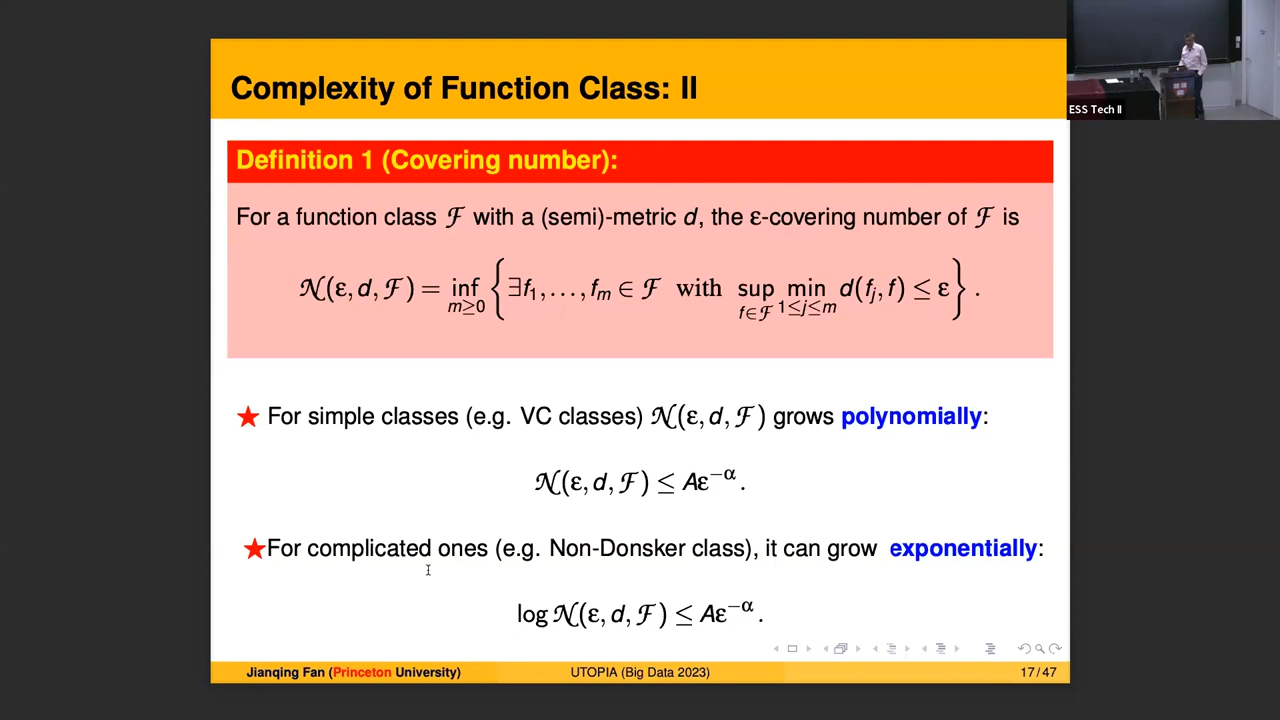 Complexity of Function Class: II
Definition 1 (Covering number):
For a function class ℱ with a (semi)-metric d, the ε-covering number of ℱ is
𝒩(ε, d, ℱ) = inf_{m≥0} { ∃f₁, …, fₘ ∈ ℱ with sup_{f∈ℱ} min_{1≤j≤m} d(fⱼ, f) ≤ ε } .
★ For simple classes (e.g. VC classes) 𝒩(ε, d, ℱ) grows polynomially:
𝒩(ε, d, ℱ) ≤ Aε^{−α} .
★For complicated ones (e.g. Non-Donsker class), it can grow exponentially:
log 𝒩(ε, d, ℱ) ≤ Aε^{−α} .
Jianqing Fan (Princeton University) UTOPIA (Big Data 2023) 17 / 47
ESS Tech II